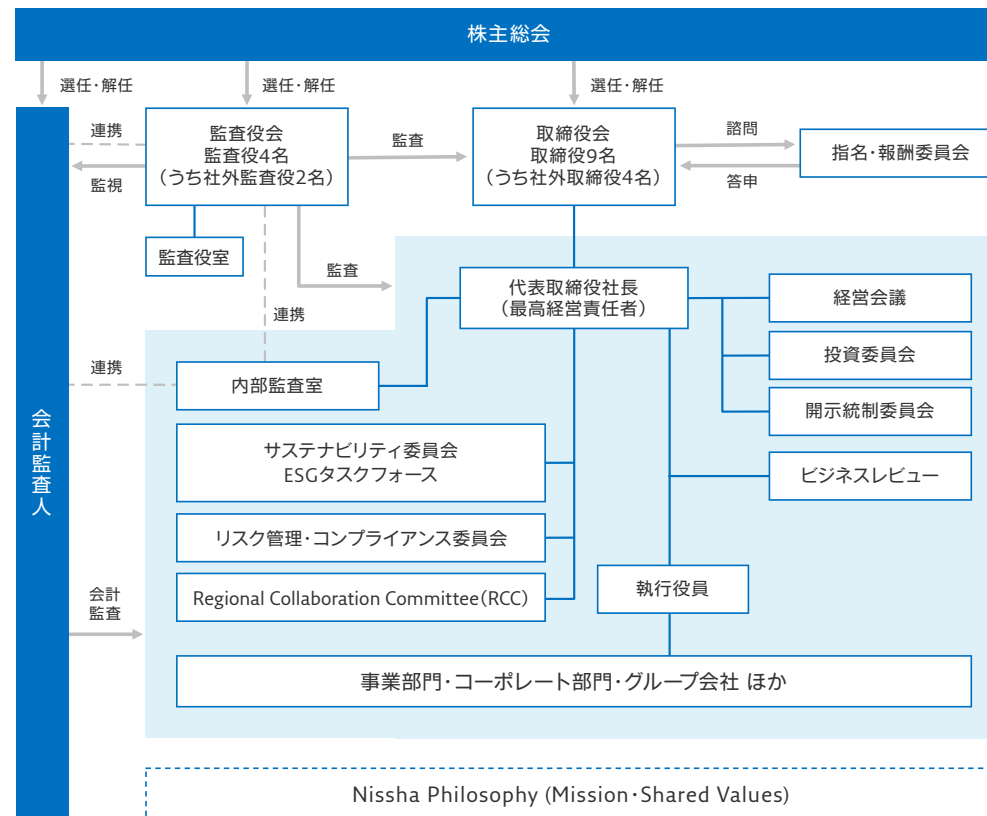 株主総会
選任・解任
選任・解任
選任・解任
連携
監視
監査役会
監査役4名
（うち社外監査役2名）
監査
取締役会
取締役9名
（うち社外取締役4名）
諮問
答申
指名・報酬委員会
監査役室
監査
連携
代表取締役社長
（最高経営責任者）
経営会議
投資委員会
開示統制委員会
ビジネスレビュー
連携
内部監査室
会計監査人
サステナビリティ委員会
ESGタスクフォース
リスク管理・コンプライアンス委員会
Regional Collaboration Committee（RCC）
執行役員
会計
監査
事業部門・コーポレート部門・グループ会社 ほか
Nissha Philosophy (Mission・Shared Values)